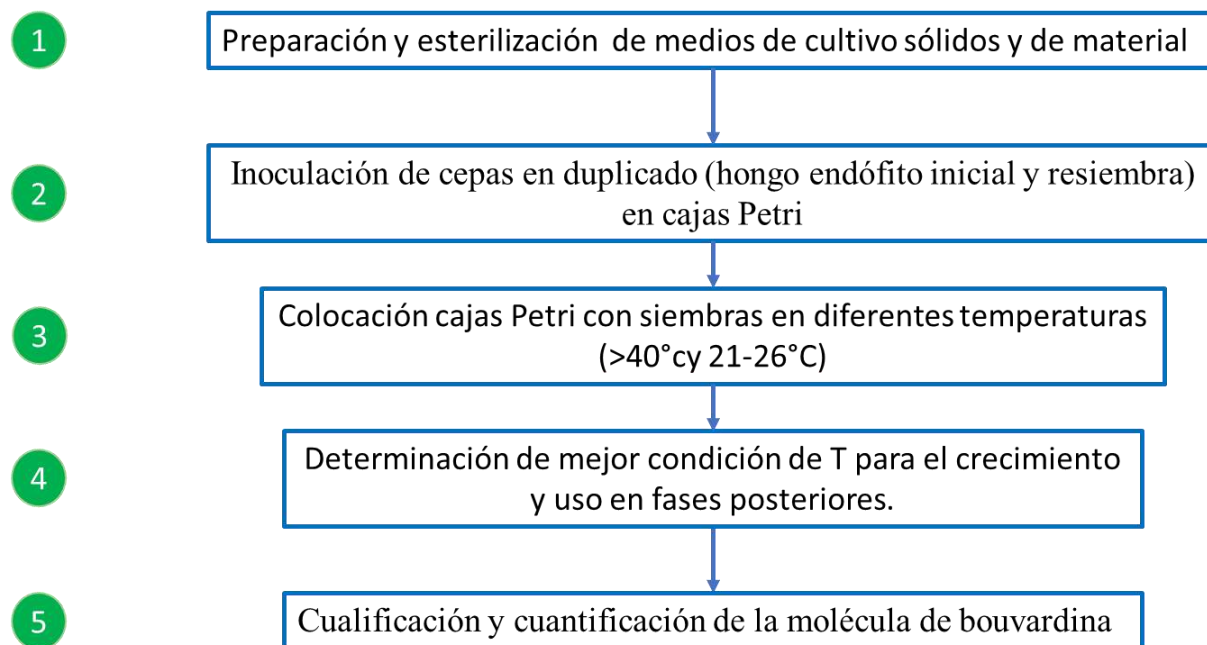 1
Preparación y esterilización de medios de cultivo sólidos y de material
2
Inoculación de cepas en duplicado (hongo endófito inicial y resiembra)
en cajas Petri
3
Colocación cajas Petri con siembras en diferentes temperaturas
(>40°cy 21-26°C)
4
Determinación de mejor condición de T para el crecimiento
y uso en fases posteriores.
5
Cualificación y cuantificación de la molécula de bouvardina